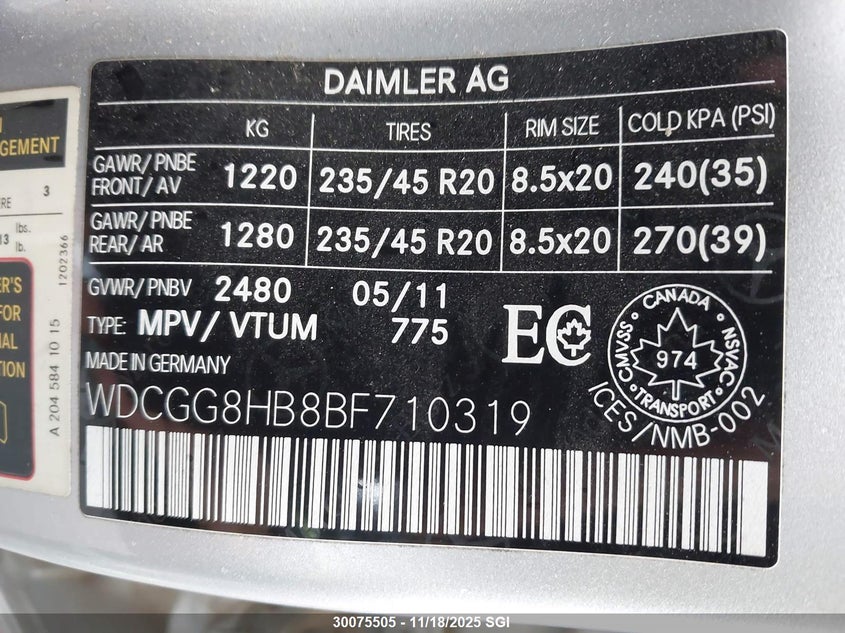 DAIMLER AG
KG TIRES RIM SIZE COLD KPA (PSI)
GAWR/ PNBE FRONT/ AV 1220 235/45 R20 8.5x20 240(35)
GAWR/ PNBE REAR/ AR 1280 235/45 R20 8.5x20 270(39)
GVWR/ PNBV 2480 05/11
TYPE: MPV/ VTUM 775
MADE IN GERMANY
WDCGG8HB8BF710319
EC
CANADA
CMVSS
NSVAC
974
TRANSPORT
ICES/NMB-002
GEMENT
3
lbs.
lb.
1202366
A 204 584 10 15
30075505 - 11/18/2025 SGI